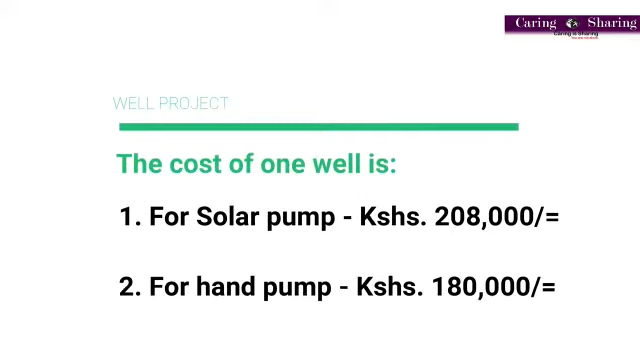 Caring Sharing
Caring is Sharing
WELL PROJECT
The cost of one well is:
1. For Solar pump - Kshs. 208,000/=
2. For hand pump - Kshs. 180,000/=